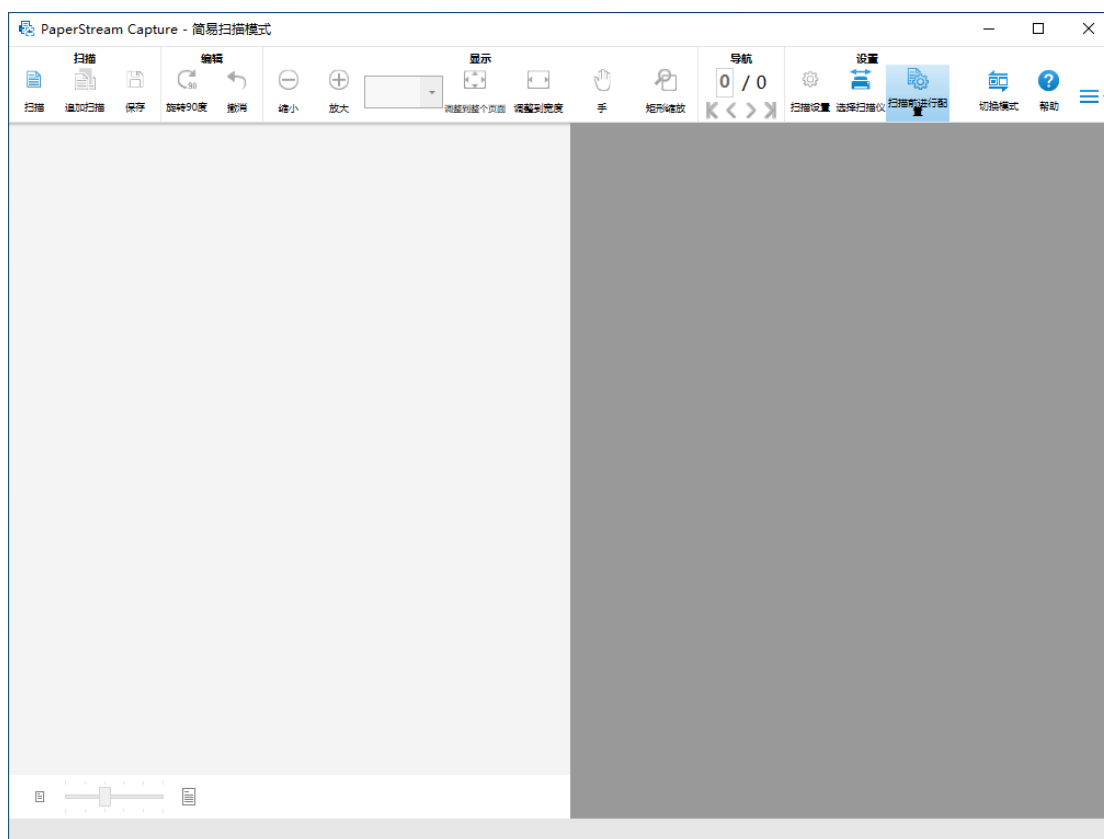 PaperStream Capture - 简易扫描模式
扫描 编辑 显示 导航 设置
90 0 / 0
扫描 追加扫描 保存 旋转90度 撤消 缩小 放大 调整到整个页面 调整到宽度 手 矩形缩放 扫描设置 选择扫描仪 扫描前进行配置 切换模式 帮助